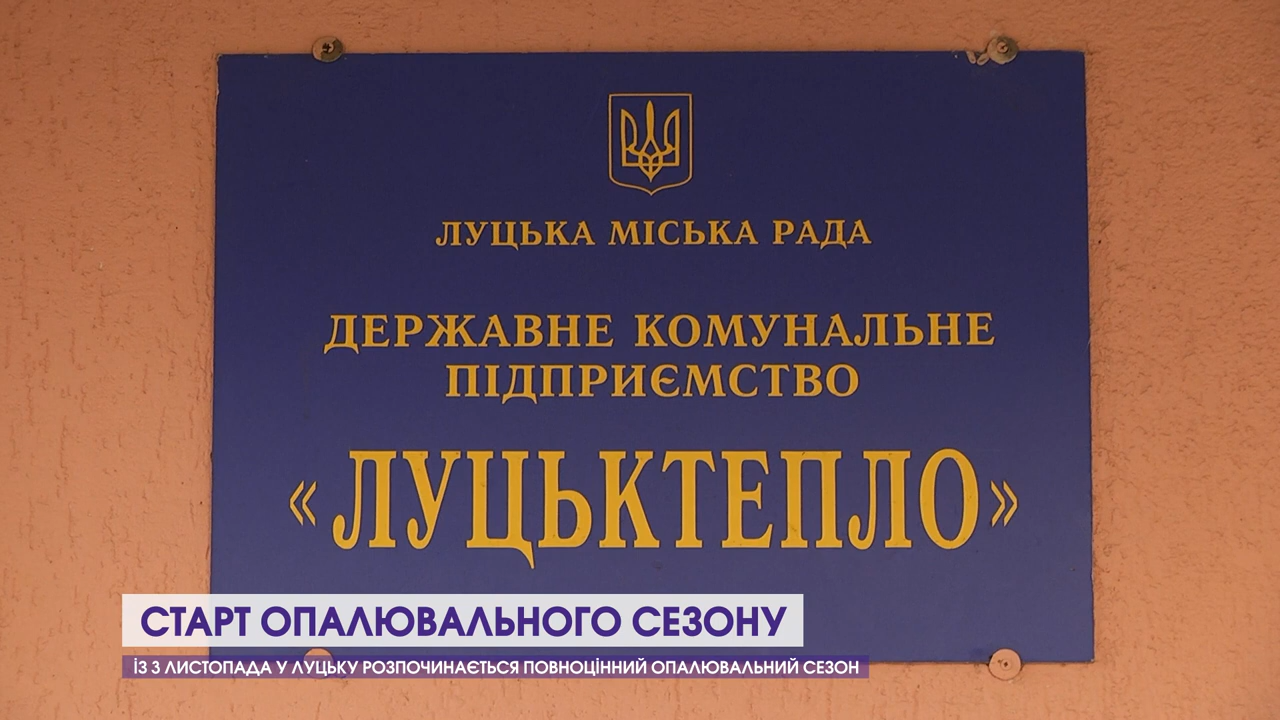 ЛУЦЬКА МІСЬКА РАДА
ДЕРЖАВНЕ КОМУНАЛЬНЕ
ПІДПРИЄМСТВО
«ЛУЦЬКТЕПЛО»
СТАРТ ОПАЛЮВАЛЬНОГО СЕЗОНУ
ІЗ 3 ЛИСТОПАДА У ЛУЦЬКУ РОЗПОЧИНАЄТЬСЯ ПОВНОЦІННИЙ ОПАЛЮВАЛЬНИЙ СЕЗОН